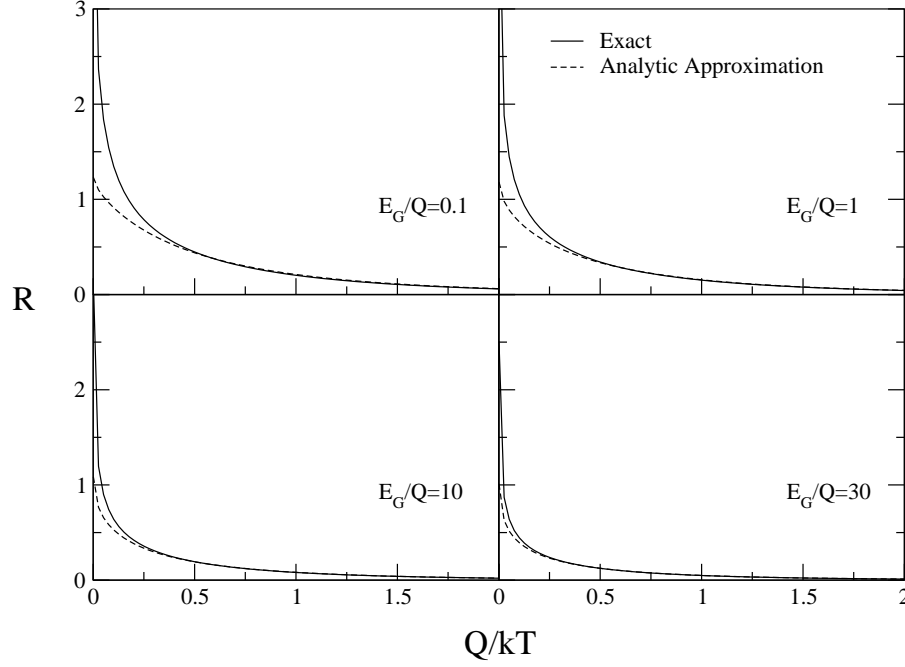 3
Exact
Analytic Approximation
2
1
E_G/Q=0.1
E_G/Q=1
0
R
2
1
E_G/Q=10
E_G/Q=30
0
0 0.5 1 1.5 0 0.5 1 1.5 2
Q/kT